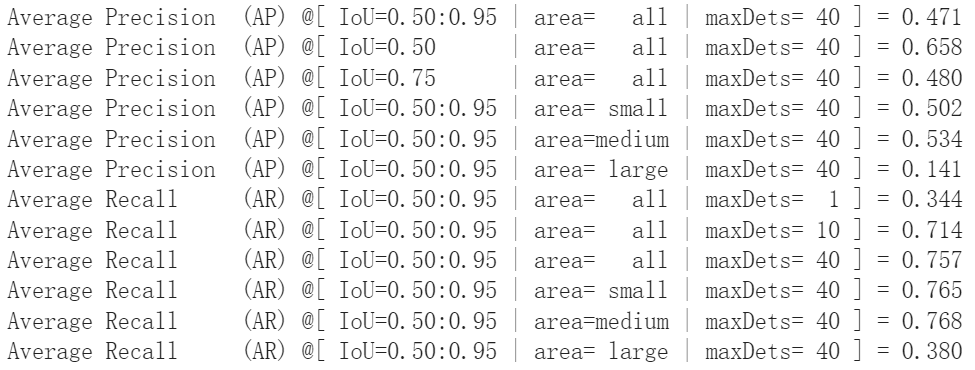 Average Precision  (AP) @[ IoU=0.50:0.95 | area=   all | maxDets= 40 ] = 0.471
Average Precision  (AP) @[ IoU=0.50      | area=   all | maxDets= 40 ] = 0.658
Average Precision  (AP) @[ IoU=0.75      | area=   all | maxDets= 40 ] = 0.480
Average Precision  (AP) @[ IoU=0.50:0.95 | area= small | maxDets= 40 ] = 0.502
Average Precision  (AP) @[ IoU=0.50:0.95 | area=medium | maxDets= 40 ] = 0.534
Average Precision  (AP) @[ IoU=0.50:0.95 | area= large | maxDets= 40 ] = 0.141
Average Recall     (AR) @[ IoU=0.50:0.95 | area=   all | maxDets=  1 ] = 0.344
Average Recall     (AR) @[ IoU=0.50:0.95 | area=   all | maxDets= 10 ] = 0.714
Average Recall     (AR) @[ IoU=0.50:0.95 | area=   all | maxDets= 40 ] = 0.757
Average Recall     (AR) @[ IoU=0.50:0.95 | area= small | maxDets= 40 ] = 0.765
Average Recall     (AR) @[ IoU=0.50:0.95 | area=medium | maxDets= 40 ] = 0.768
Average Recall     (AR) @[ IoU=0.50:0.95 | area= large | maxDets= 40 ] = 0.380